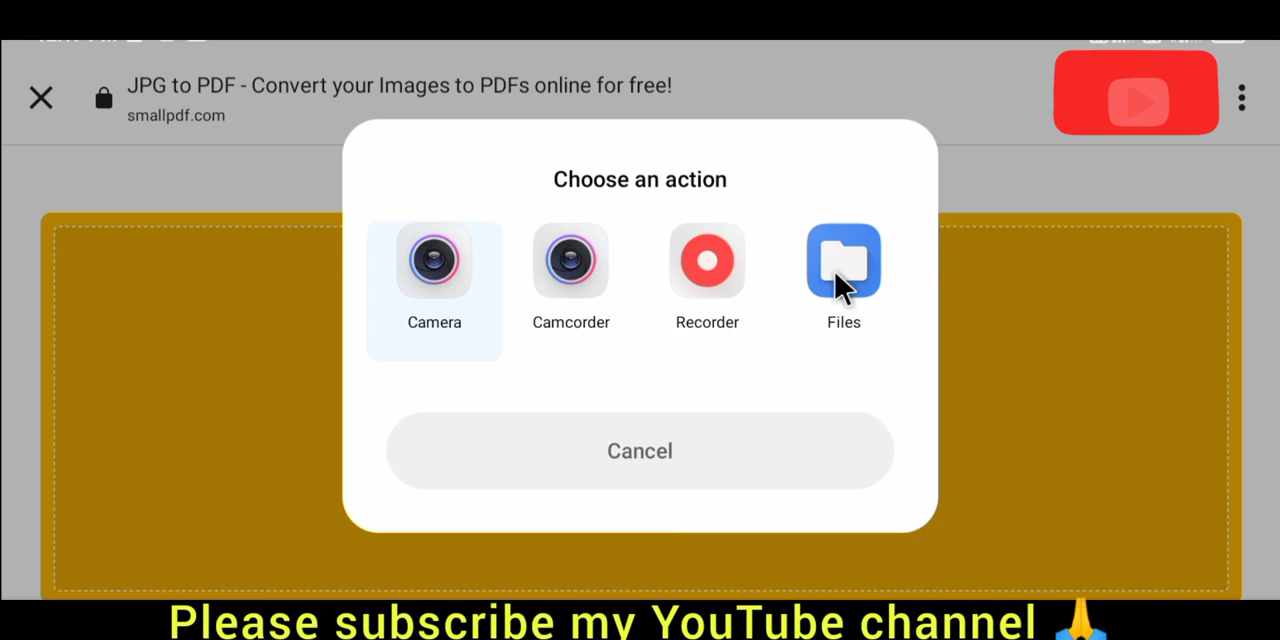 JPG to PDF - Convert your Images to PDFs online for free!
smallpdf.com
Choose an action
Camera Camcorder Recorder Files
Cancel
Please subscribe my YouTube channel 🙏